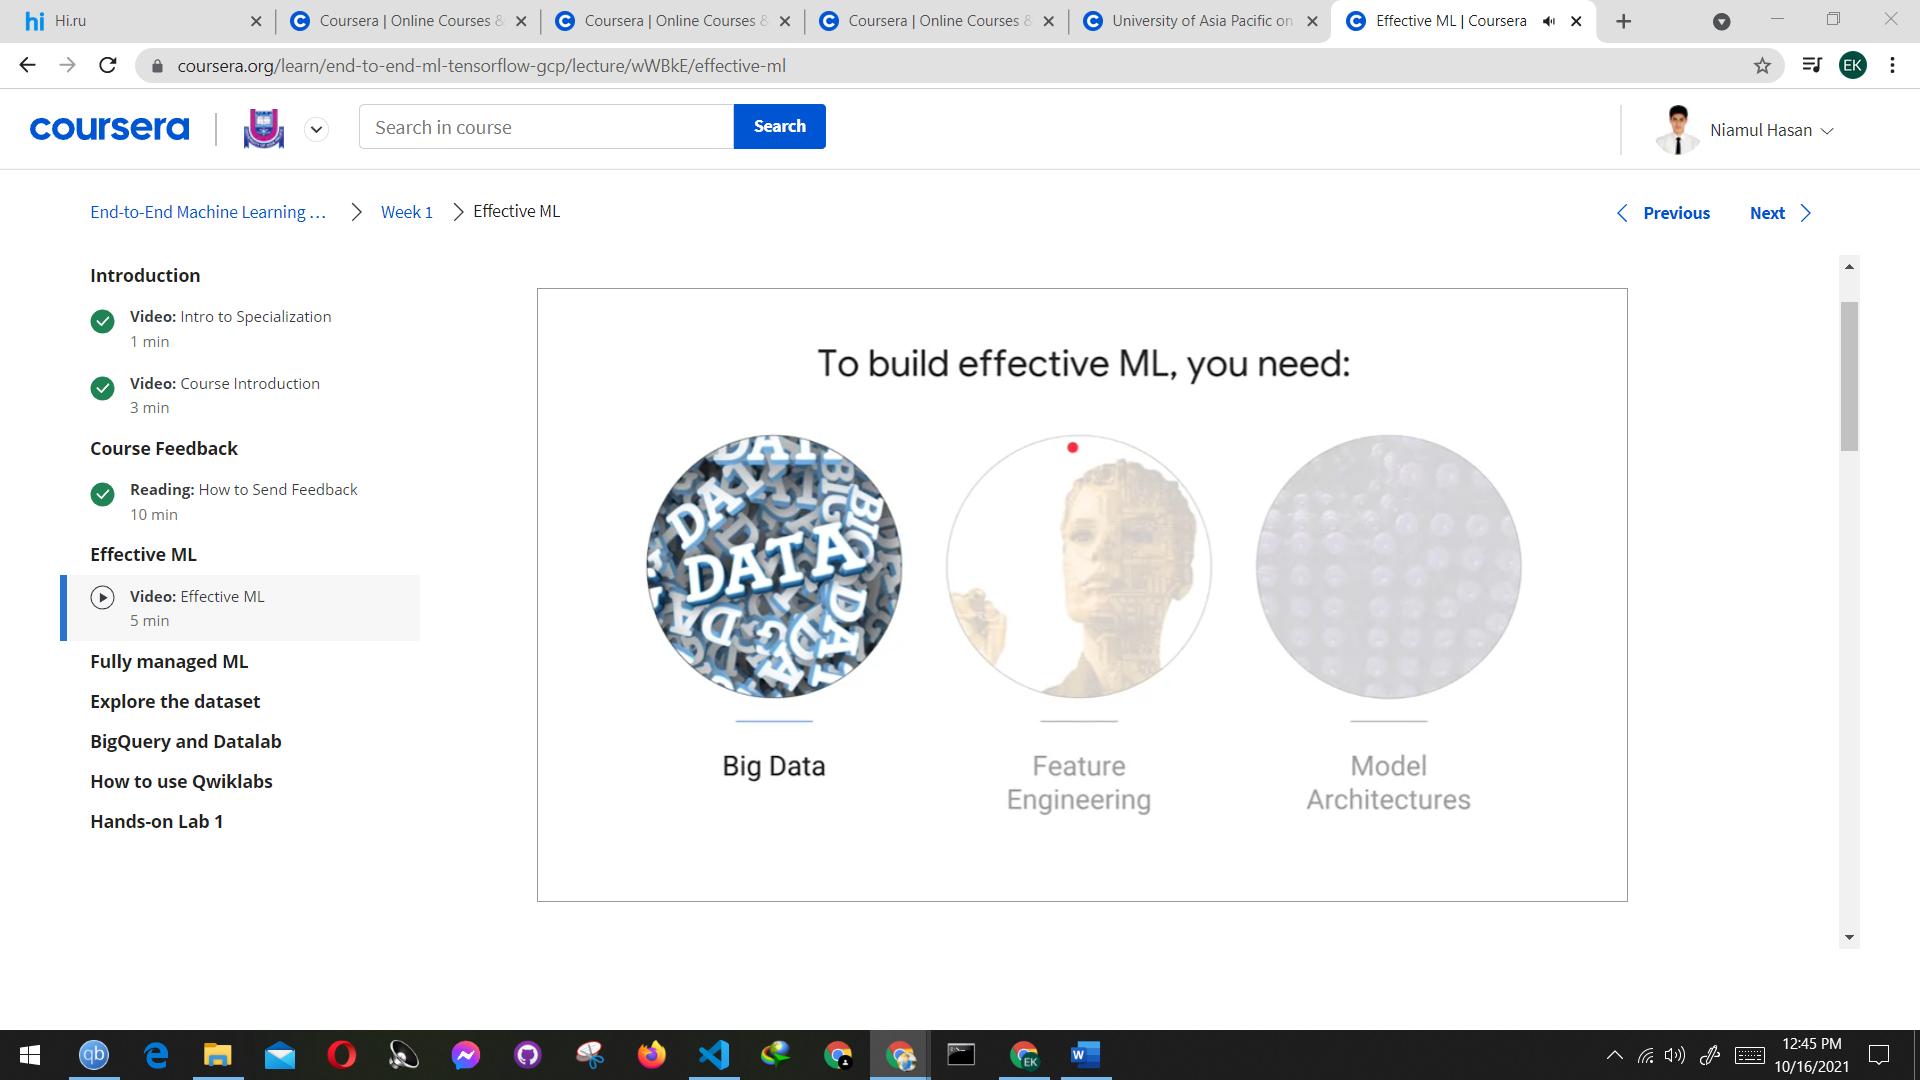 hi Hi.ru
Coursera | Online Courses &
Coursera | Online Courses &
Coursera | Online Courses &
University of Asia Pacific on
Effective ML | Coursera
coursera.org/learn/end-to-end-ml-tensorflow-gcp/lecture/wWBkE/effective-ml
EK
coursera
Search in course
Search
Niamul Hasan
End-to-End Machine Learning …
Week 1
Effective ML
Previous
Next
Introduction
Video: Intro to Specialization
1 min
Video: Course Introduction
3 min
Course Feedback
Reading: How to Send Feedback
10 min
Effective ML
Video: Effective ML
5 min
Fully managed ML
Explore the dataset
BigQuery and Datalab
How to use Qwiklabs
Hands-on Lab 1
To build effective ML, you need:
DATA
DATA
BIG
BIG
DATA
DATA
Big Data
Feature
Engineering
Model
Architectures
qb
EK
W
12:45 PM
10/16/2021